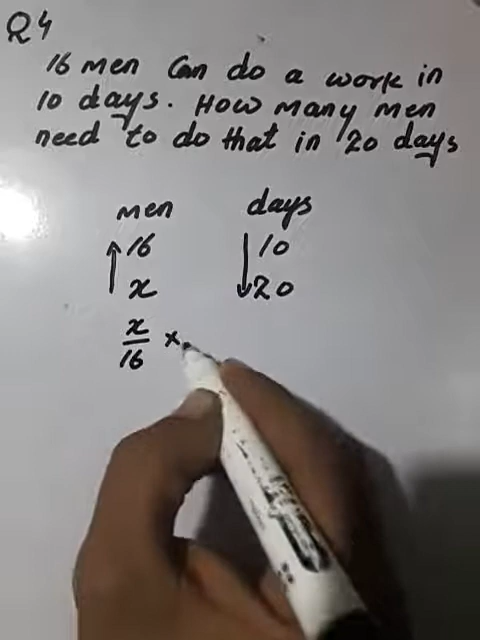 Q4
16 men can do a work in
10 days. How many men
need to do that in 20 days
men days
↑16 ↓10
x 20
x/16 ×